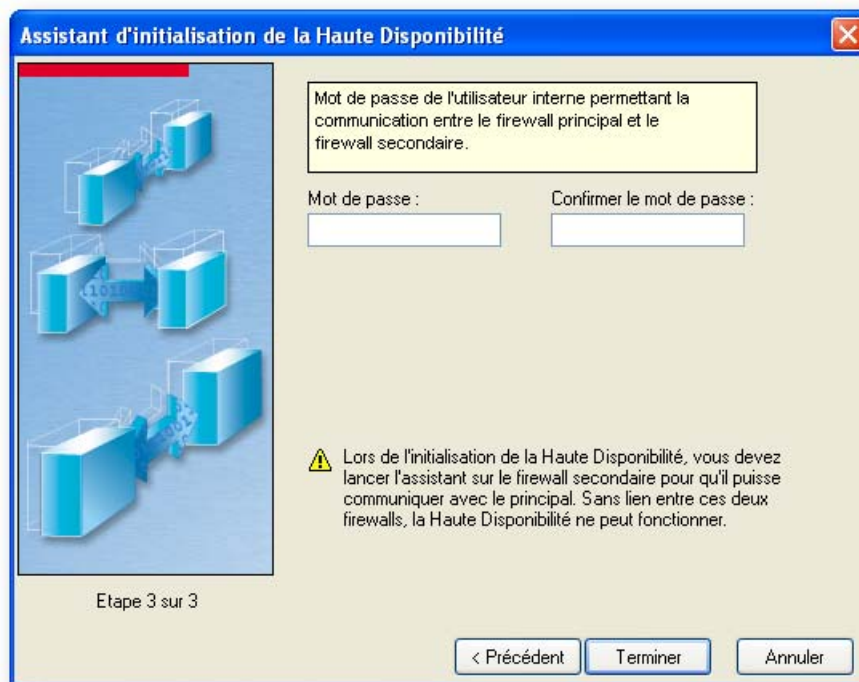 Assistant d'initialisation de la Haute Disponibilité
Mot de passe de l'utilisateur interne permettant la
communication entre le firewall principal et le
firewall secondaire.
Mot de passe :
Confirmer le mot de passe :
Lors de l'initialisation de la Haute Disponibilité, vous devez
lancer l'assistant sur le firewall secondaire pour qu'il puisse
communiquer avec le principal. Sans lien entre ces deux
firewalls, la Haute Disponibilité ne peut fonctionner.
Etape 3 sur 3
< Précédent
Terminer
Annuler